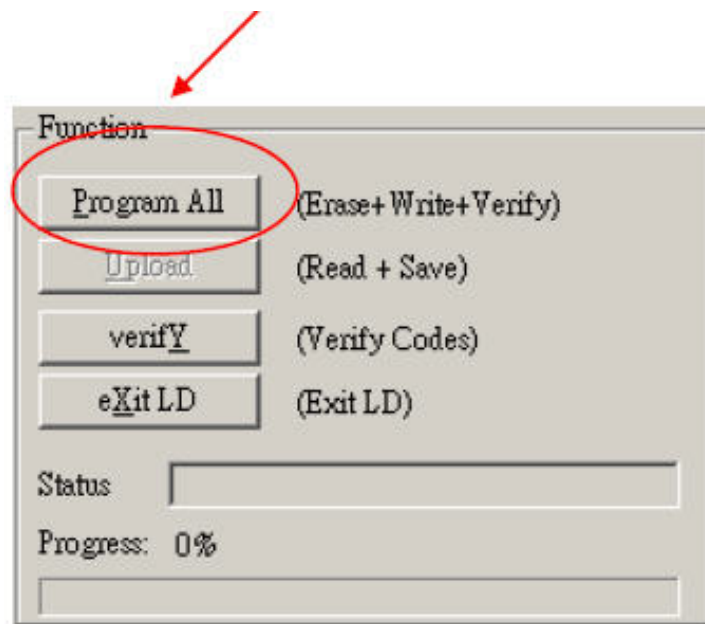 Function
Program All (Erase+Write+Verify)
Upload (Read + Save)
verifY (Verify Codes)
eXit LD (Exit LD)
Status
Progress: 0%